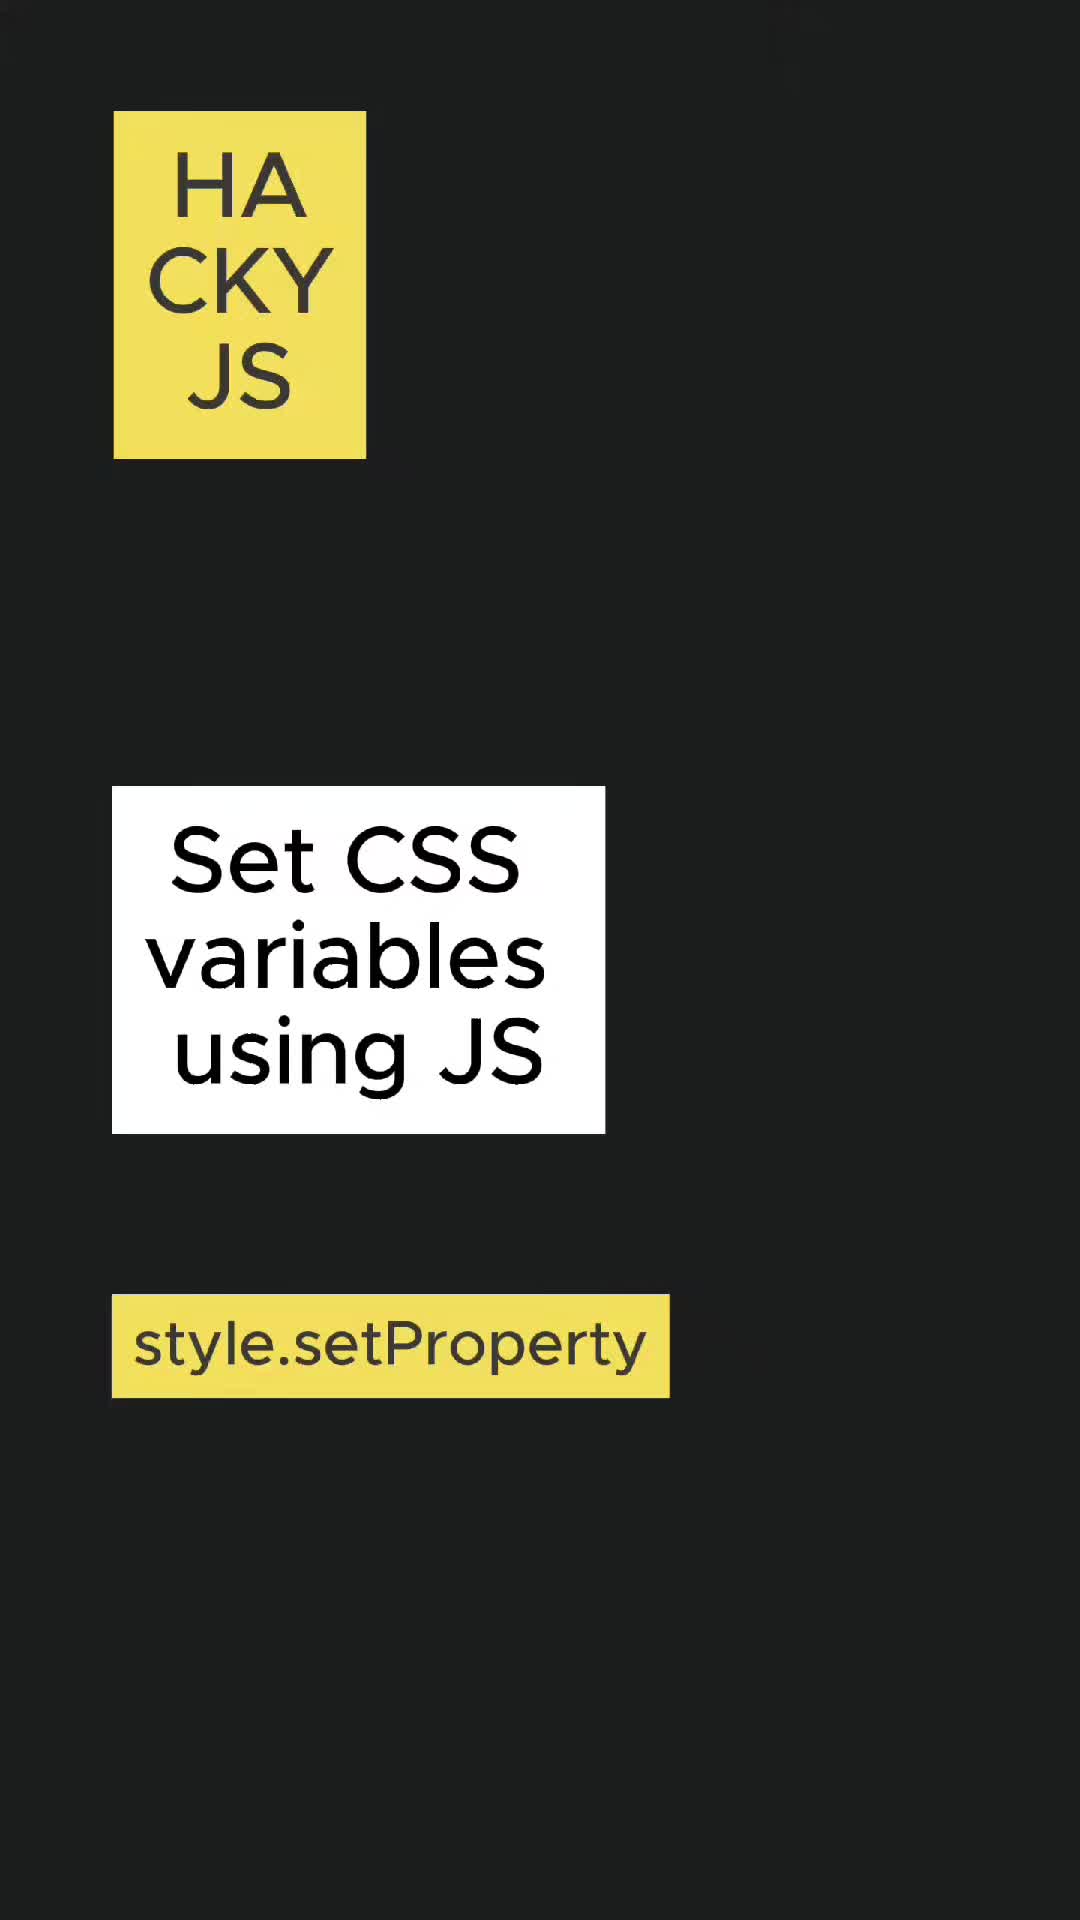 HA
CKY
JS
Set CSS
variables
using JS
style.setProperty